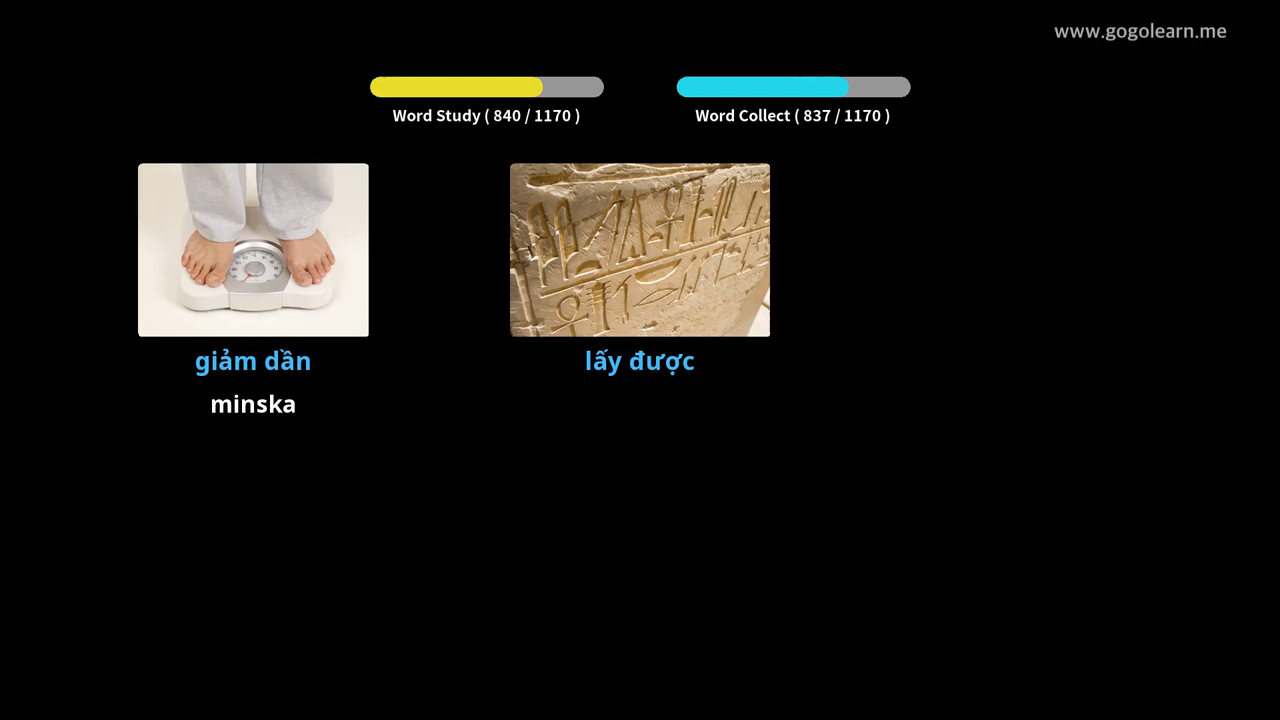 www.gogolearn.me
Word Study ( 840 / 1170 )
Word Collect ( 837 / 1170 )
giảm dần
minska
lấy được